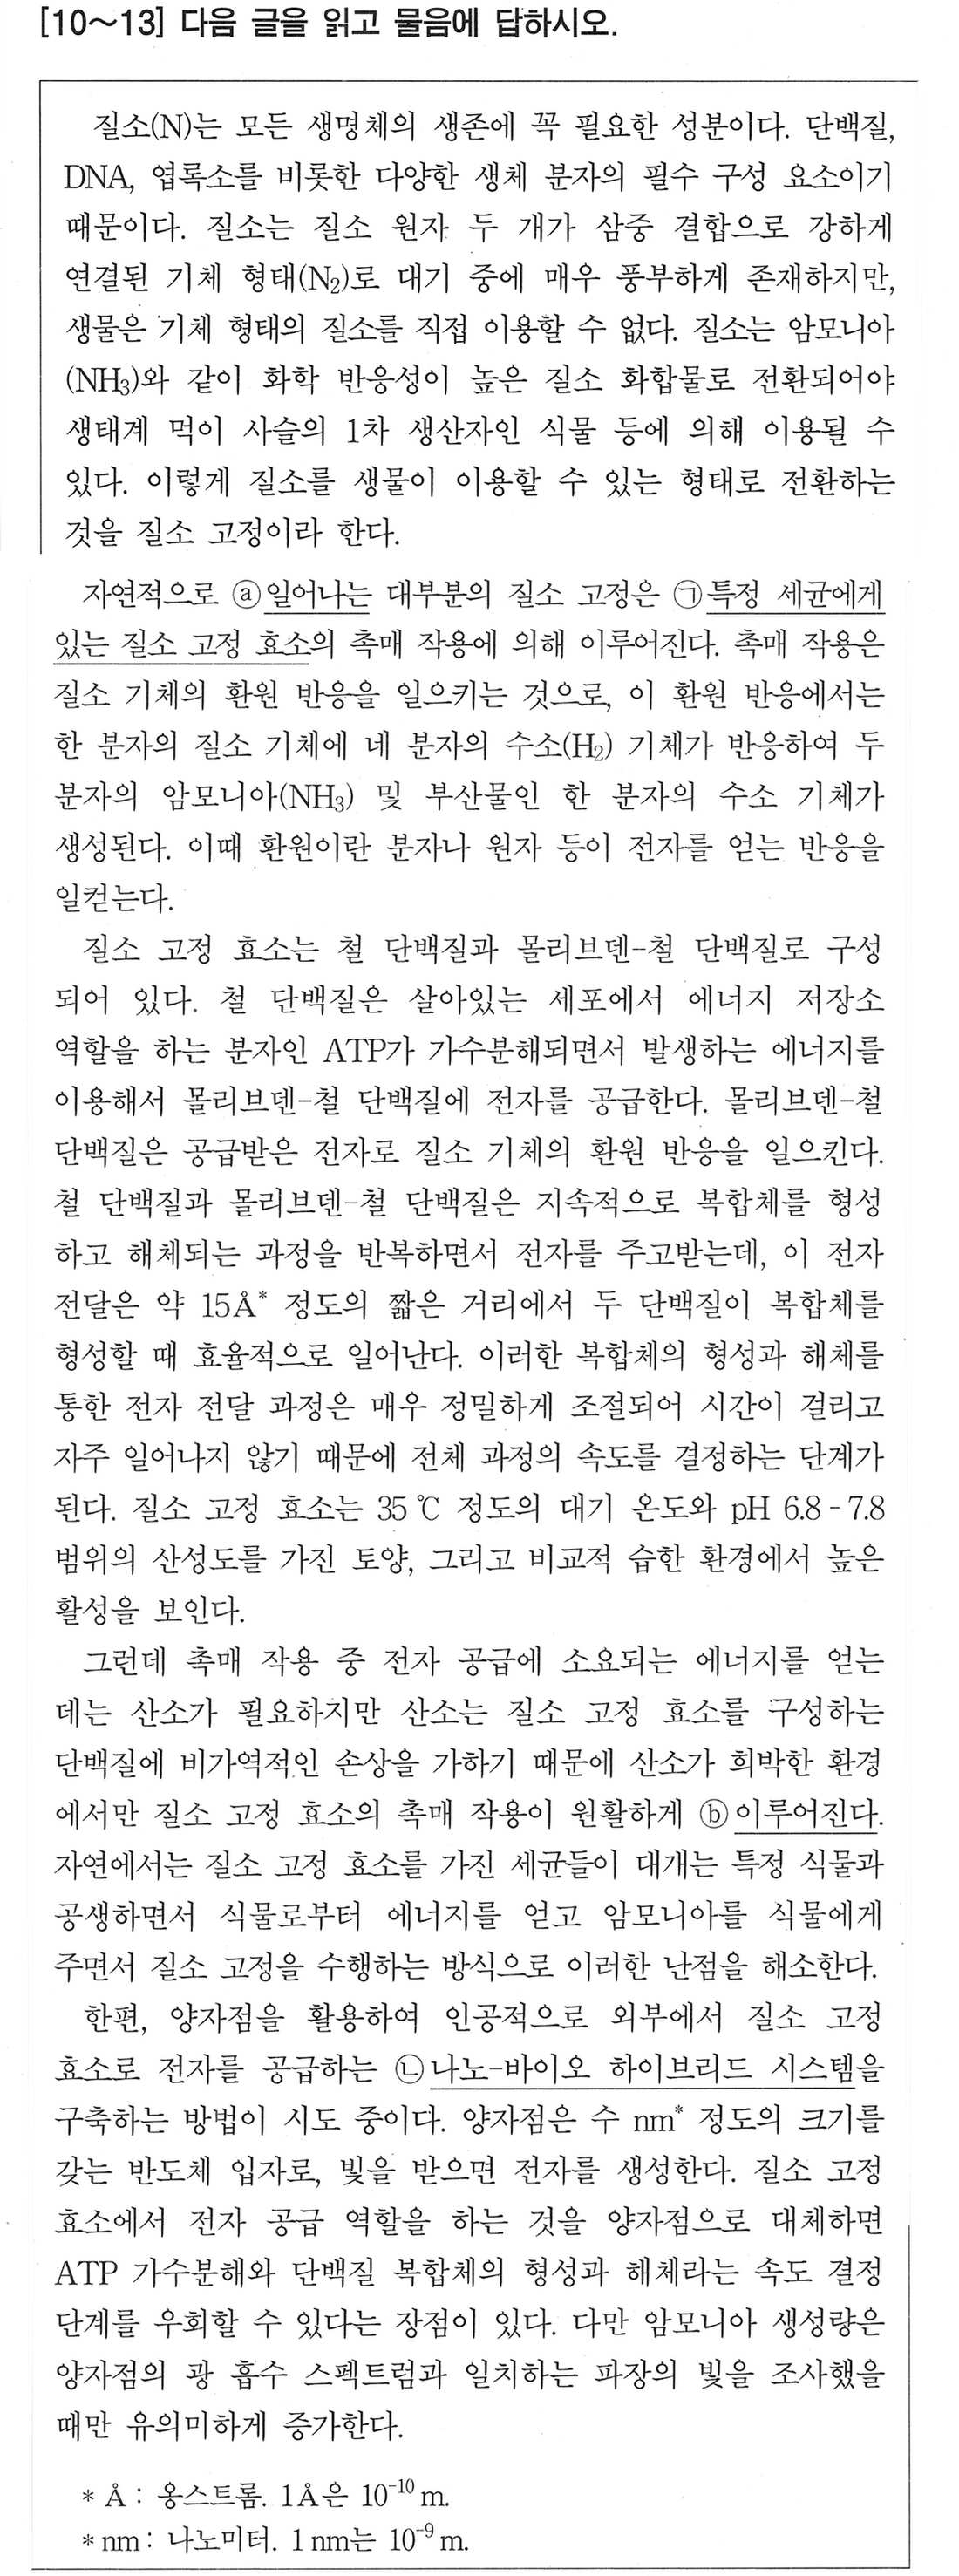 [10~13] 다음 글을 읽고 물음에 답하시오.
질소(N)는 모든 생명체의 생존에 꼭 필요한 성분이다. 단백질,
DNA, 엽록소를 비롯한 다양한 생체 분자의 필수 구성 요소이기
때문이다. 질소는 질소 원자 두 개가 삼중 결합으로 강하게
연결된 기체 형태(N₂)로 대기 중에 매우 풍부하게 존재하지만,
생물은 기체 형태의 질소를 직접 이용할 수 없다. 질소는 암모니아
(NH₃)와 같이 화학 반응성이 높은 질소 화합물로 전환되어야
생태계 먹이 사슬의 1차 생산자인 식물 등에 의해 이용될 수
있다. 이렇게 질소를 생물이 이용할 수 있는 형태로 전환하는
것을 질소 고정이라 한다.
자연적으로 ⓐ일어나는 대부분의 질소 고정은 ㉠특정 세균에게
있는 질소 고정 효소의 촉매 작용에 의해 이루어진다. 촉매 작용은
질소 기체의 환원 반응을 일으키는 것으로, 이 환원 반응에서는
한 분자의 질소 기체에 네 분자의 수소(H₂) 기체가 반응하여 두
분자의 암모니아(NH₃) 및 부산물인 한 분자의 수소 기체가
생성된다. 이때 환원이란 분자나 원자 등이 전자를 얻는 반응을
일컫는다.
질소 고정 효소는 철 단백질과 몰리브덴-철 단백질로 구성
되어 있다. 철 단백질은 살아있는 세포에서 에너지 저장소
역할을 하는 분자인 ATP가 가수분해되면서 발생하는 에너지를
이용해서 몰리브덴-철 단백질에 전자를 공급한다. 몰리브덴-철
단백질은 공급받은 전자로 질소 기체의 환원 반응을 일으킨다.
철 단백질과 몰리브덴-철 단백질은 지속적으로 복합체를 형성
하고 해체되는 과정을 반복하면서 전자를 주고받는데, 이 전자
전달은 약 15Å* 정도의 짧은 거리에서 두 단백질이 복합체를
형성할 때 효율적으로 일어난다. 이러한 복합체의 형성과 해체를
통한 전자 전달 과정은 매우 정밀하게 조절되어 시간이 걸리고
자주 일어나지 않기 때문에 전체 과정의 속도를 결정하는 단계가
된다. 질소 고정 효소는 35℃ 정도의 대기 온도와 pH 6.8-7.8
범위의 산성도를 가진 토양, 그리고 비교적 습한 환경에서 높은
활성을 보인다.
그런데 촉매 작용 중 전자 공급에 소요되는 에너지를 얻는
데는 산소가 필요하지만 산소는 질소 고정 효소를 구성하는
단백질에 비가역적인 손상을 가하기 때문에 산소가 희박한 환경
에서만 질소 고정 효소의 촉매 작용이 원활하게 ⓑ이루어진다.
자연에서는 질소 고정 효소를 가진 세균들이 대개는 특정 식물과
공생하면서 식물로부터 에너지를 얻고 암모니아를 식물에게
주면서 질소 고정을 수행하는 방식으로 이러한 난점을 해소한다.
한편, 양자점을 활용하여 인공적으로 외부에서 질소 고정
효소로 전자를 공급하는 ㉡나노-바이오 하이브리드 시스템을
구축하는 방법이 시도 중이다. 양자점은 수 nm* 정도의 크기를
갖는 반도체 입자로, 빛을 받으면 전자를 생성한다. 질소 고정
효소에서 전자 공급 역할을 하는 것을 양자점으로 대체하면
ATP 가수분해와 단백질 복합체의 형성과 해체라는 속도 결정
단계를 우회할 수 있다는 장점이 있다. 다만 암모니아 생성량은
양자점의 광 흡수 스펙트럼과 일치하는 파장의 빛을 조사했을
때만 유의미하게 증가한다.
* Å : 옹스트롬. 1Å은 10⁻¹⁰m.
* nm : 나노미터. 1nm는 10⁻⁹m.